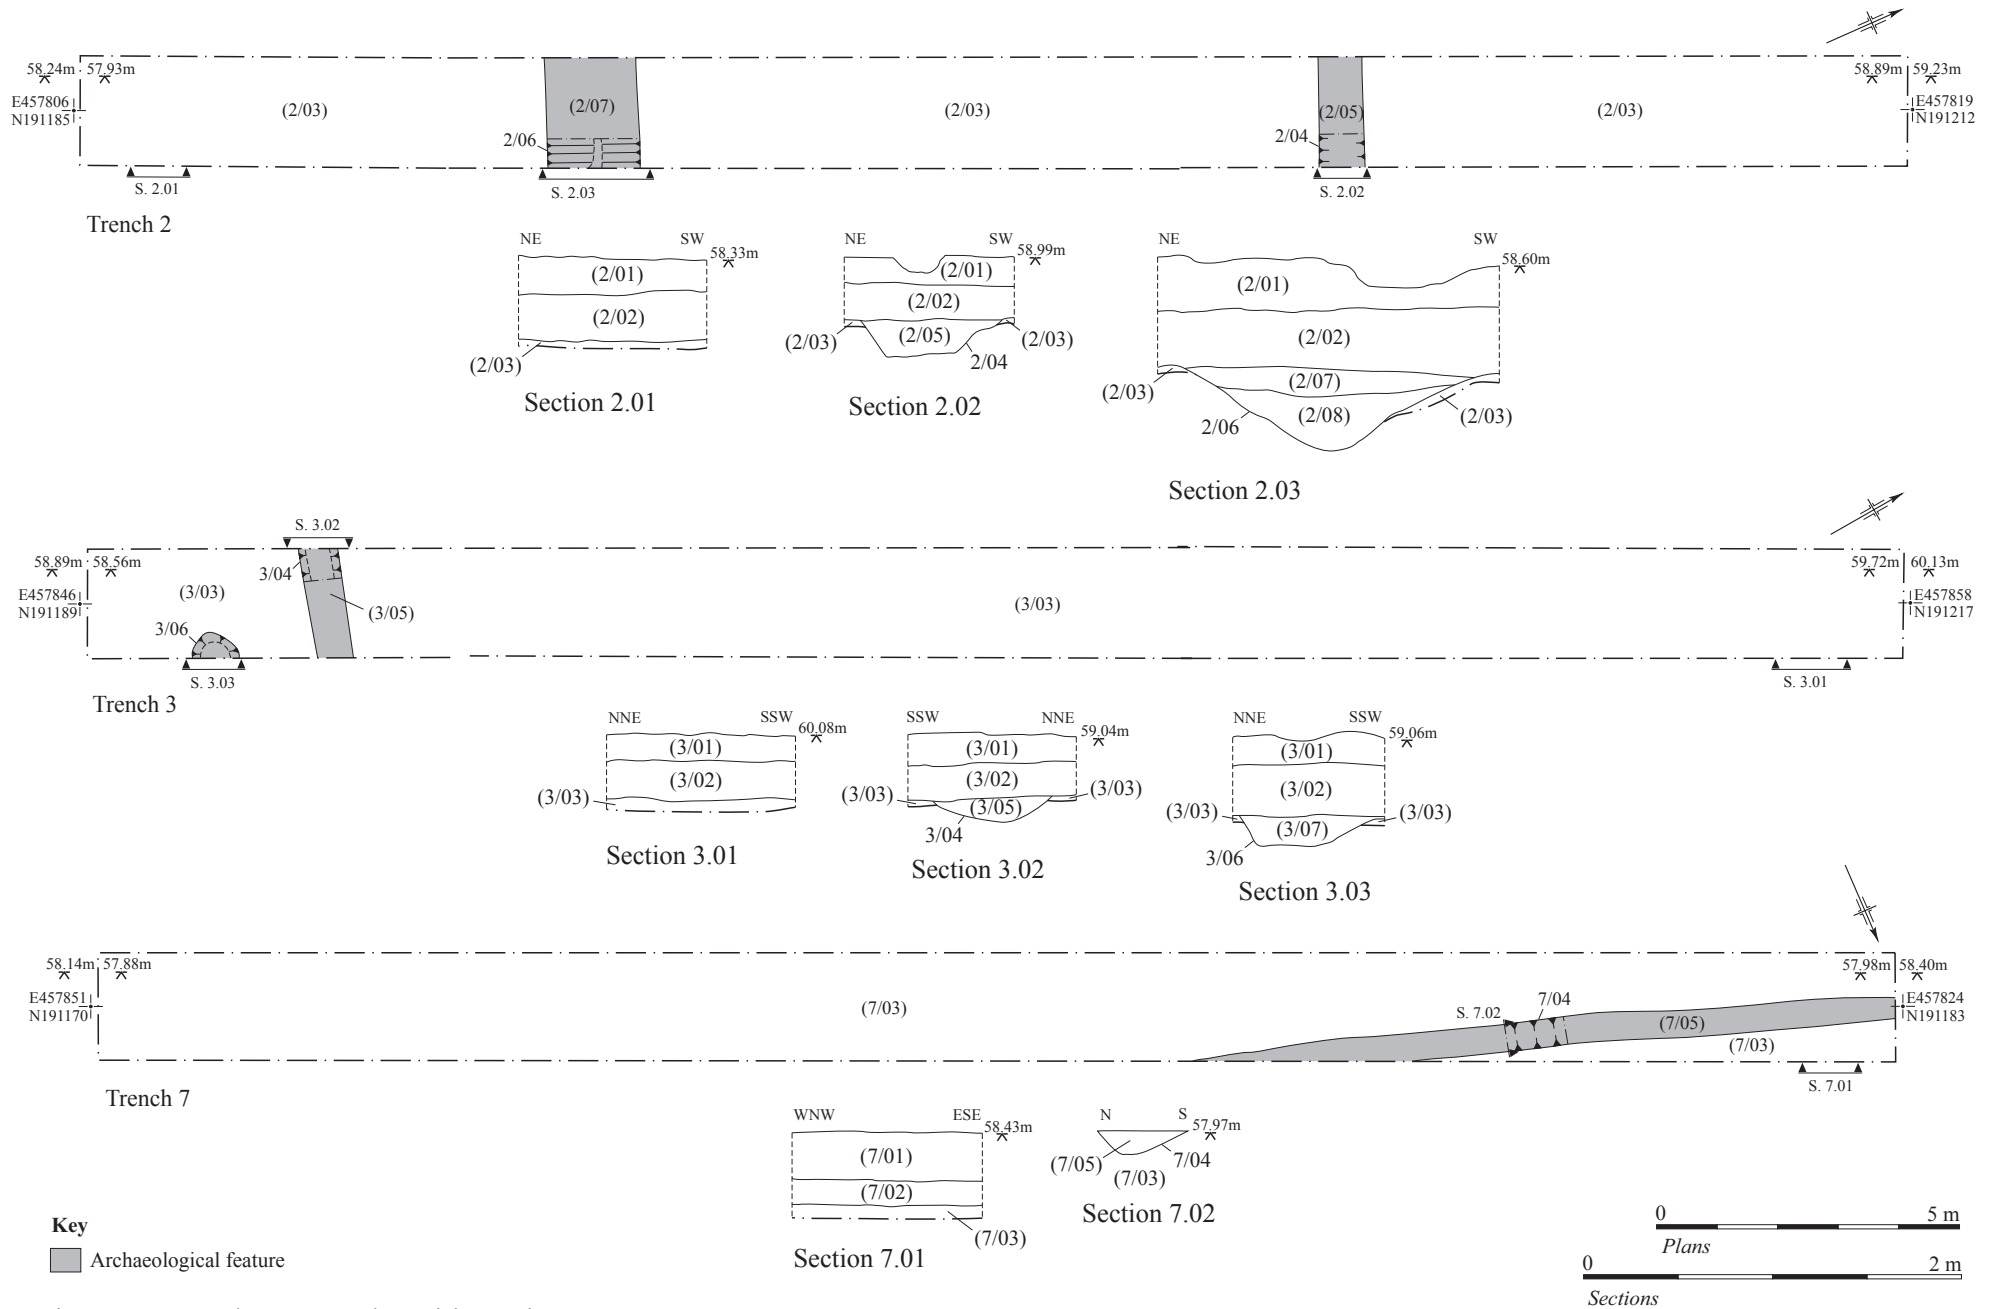 58.24m 57.93m
58.89m 59.23m
E457806
N191185
(2/03)
(2/07)
(2/03)
(2/05)
(2/03)
E457819
N191212
2/06
2/04
S. 2.01
S. 2.03
S. 2.02
Trench 2
NE SW 58.33m
(2/01)
(2/02)
(2/03)
Section 2.01
NE SW 58.99m
(2/01)
(2/02)
(2/03) (2/05) (2/03)
2/04
Section 2.02
NE SW
58.60m
(2/01)
(2/02)
(2/07)
(2/03)
(2/08) (2/03)
2/06
Section 2.03
S. 3.02
58.89m 58.56m
3/04
59.72m 60.13m
E457846
N191189
(3/03)
(3/05)
(3/03)
E457858
N191217
3/06
S. 3.03
S. 3.01
Trench 3
NNE SSW 60.08m
(3/01)
(3/02)
(3/03)
Section 3.01
SSW NNE 59.04m
(3/01)
(3/02)
(3/03) (3/05) (3/03)
3/04
Section 3.02
NNE SSW 59.06m
(3/01)
(3/02)
(3/03) (3/07) (3/03)
3/06
Section 3.03
58.14m 57.88m
57.98m 58.40m
E457851
N191170
(7/03)
S. 7.02 7/04
(7/05)
(7/03)
E457824
N191183
S. 7.01
Trench 7
WNW ESE 58.43m
(7/01)
(7/02)
(7/03)
Section 7.01
N S 57.97m
(7/05) 7/04
(7/03)
Section 7.02
Key
Archaeological feature
0 5 m
Plans
0 2 m
Sections